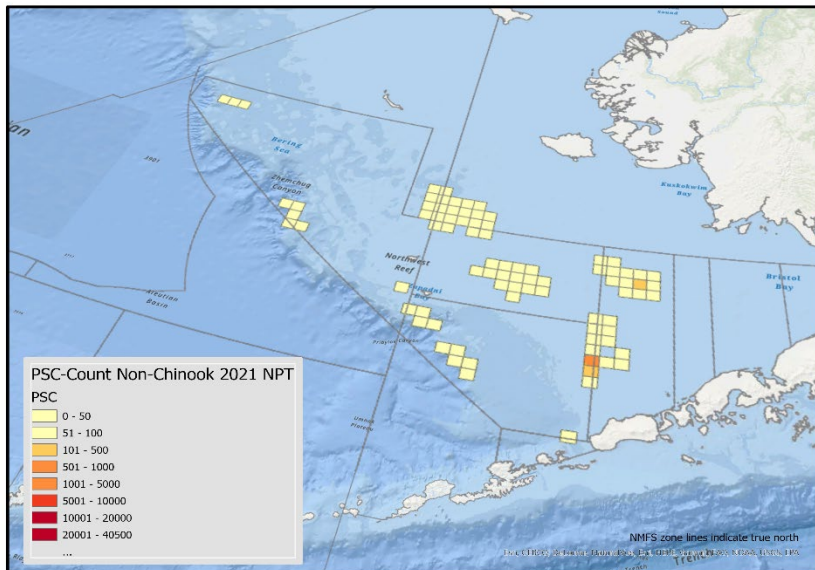 Bering
Sea
Zhemchug
Canyon
Kuskokwim
Bay
Northwest
Reef
Bristol
Bay
Aleutian
Basin
Bay
PSC-Count Non-Chinook 2021 NPT
PSC
0 - 50
51 - 100
101 - 500
501 - 1000
1001 - 5000
5001 - 10000
10001 - 20000
20001 - 40500
...
NMFS zone lines indicate true north